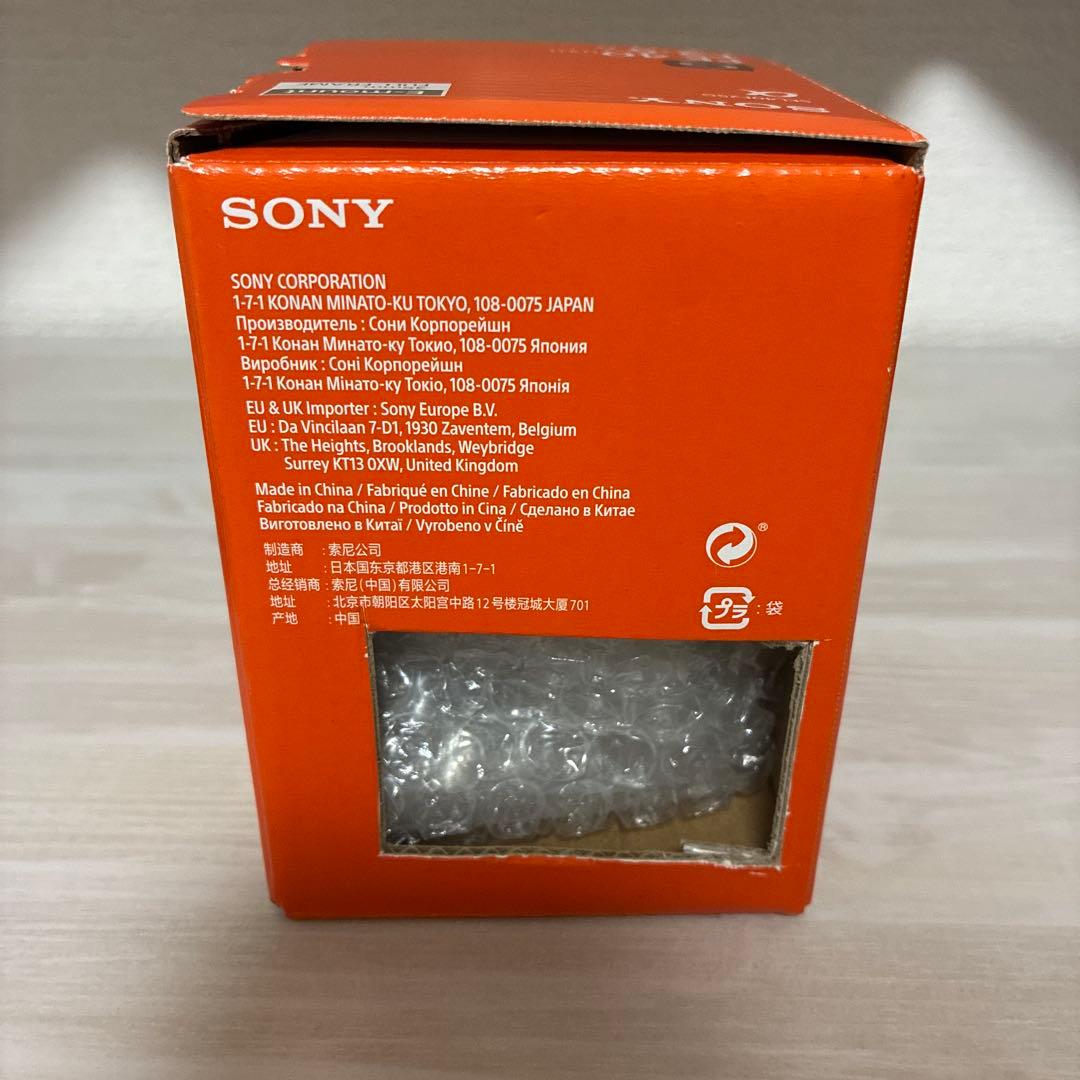 E-mount
SONY
SONY
SONY CORPORATION
1-7-1 KONAN MINATO-KU TOKYO, 108-0075 JAPAN
Производитель : Сони Корпорейшн
1-7-1 Конан Минато-ку Токио, 108-0075 Япония
Виробник : Соні Корпорейшн
1-7-1 Конан Мінато-ку Токіо, 108-0075 Японія
EU & UK Importer : Sony Europe B.V.
EU : Da Vincilaan 7-D1, 1930 Zaventem, Belgium
UK : The Heights, Brooklands, Weybridge
Surrey KT13 0XW, United Kingdom
Made in China / Fabriqué en Chine / Fabricado en China
Fabricado na China / Prodotto in Cina / Сделано в Китае
Виготовлено в Китаї / Vyrobeno v Číně
制造商 : 索尼公司
地址 : 日本国东京都港区港南1-7-1
总经销商 : 索尼(中国)有限公司
地址 : 北京市朝阳区太阳宫中路12号楼冠城大厦701
产地 : 中国
®
プラ : 袋